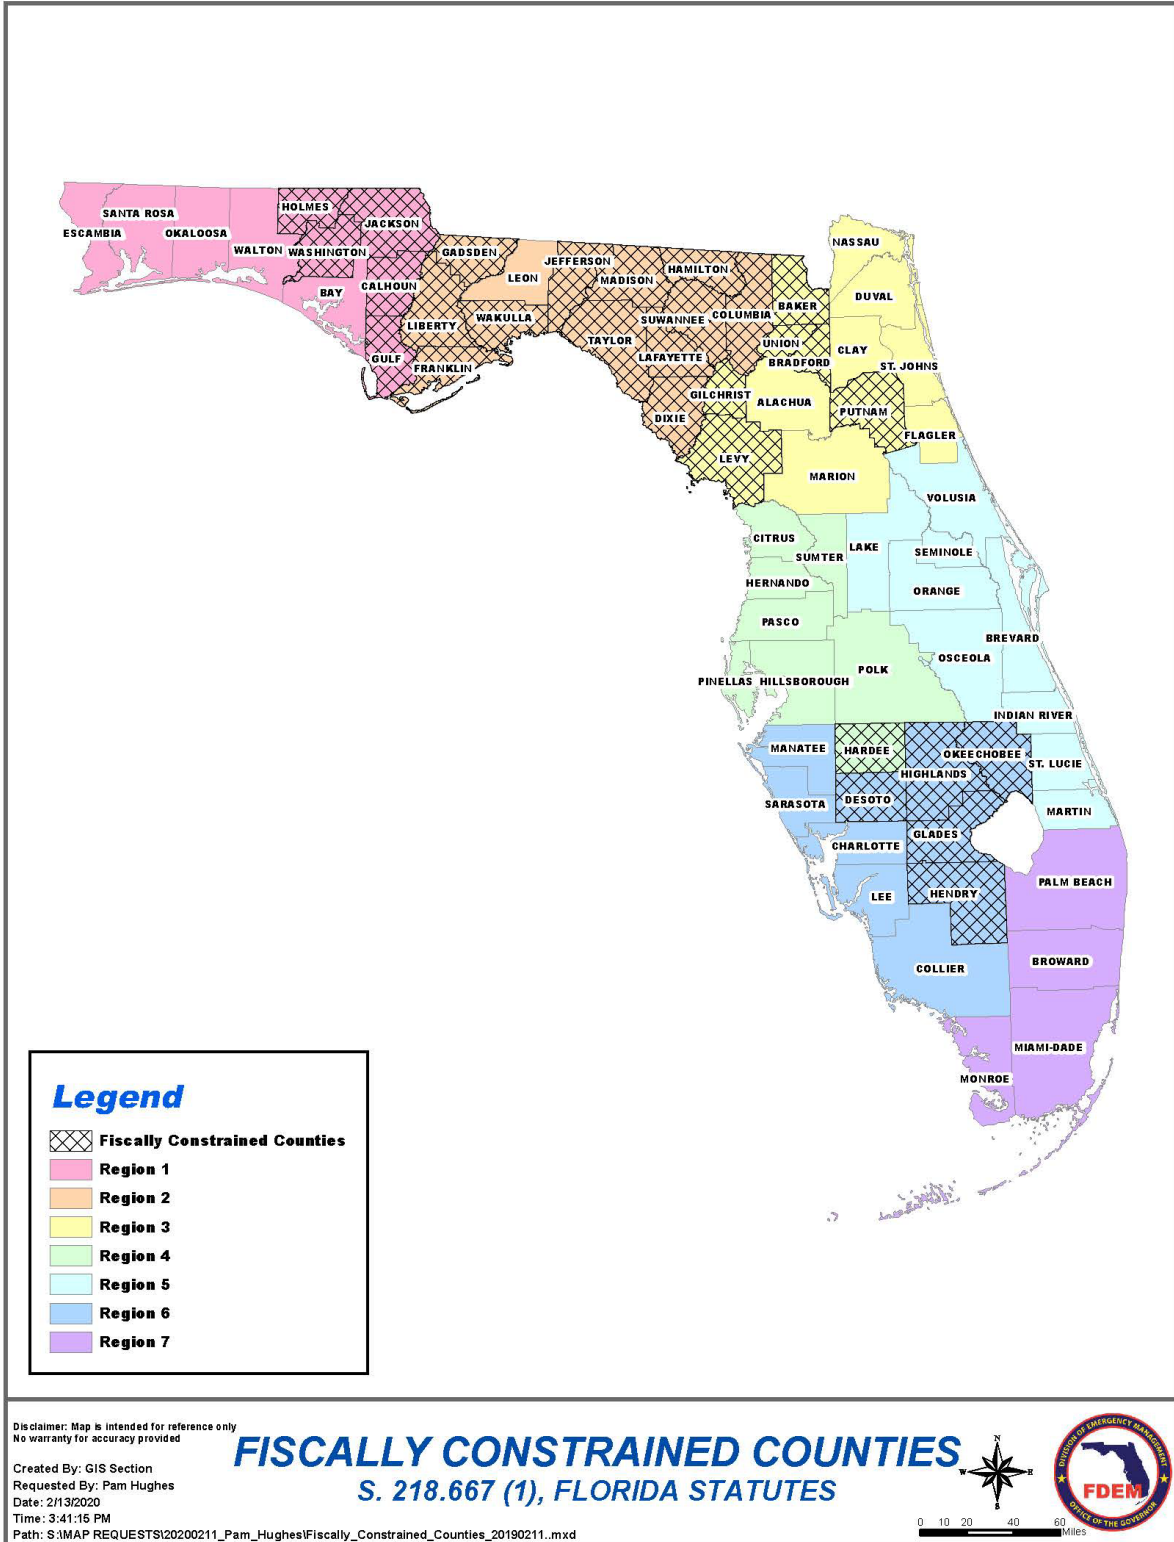 NASSAU
HOLMES
SANTA ROSA
JACKSON
ESCAMBIA
OKALOOSA
WALTON
WASHINGTON
GADSDEN
JEFFERSON
HAMILTON
LEON
MADISON
BAY
CALHOUN
DUVAL
BAKER
LIBERTY
WAKULLA
SUWANNEE
COLUMBIA
TAYLOR
UNION
CLAY
GULF
FRANKLIN
LAFAYETTE
BRADFORD
ST. JOHNS
GILCHRIST
ALACHUA
PUTNAM
DIXIE
FLAGLER
LEVY
MARION
VOLUSIA
CITRUS
SUMTER
LAKE
SEMINOLE
HERNANDO
ORANGE
PASCO
BREVARD
OSCEOLA
POLK
PINELLAS
HILLSBOROUGH
INDIAN RIVER
MANATEE
HARDEE
OKEECHOBEE
ST. LUCIE
HIGHLANDS
SARASOTA
DESOTO
MARTIN
GLADES
CHARLOTTE
PALM BEACH
LEE
HENDRY
BROWARD
COLLIER
MIAMI-DADE
MONROE
Legend
Fiscally Constrained Counties
Region 1
Region 2
Region 3
Region 4
Region 5
Region 6
Region 7
Disclaimer: Map is intended for reference only
No warranty for accuracy provided
Created By: GIS Section
Requested By: Pam Hughes
Date: 2/13/2020
Time: 3:41:15 PM
Path: S:\MAP REQUESTS\20200211_Pam_Hughes\Fiscally_Constrained_Counties_20190211..mxd
FISCALLY CONSTRAINED COUNTIES
S. 218.667 (1), FLORIDA STATUTES
N
W E
S
0 10 20 40 60
Miles
DIVISION OF EMERGENCY MANAGEMENT
FDEM
OFFICE OF THE GOVERNOR